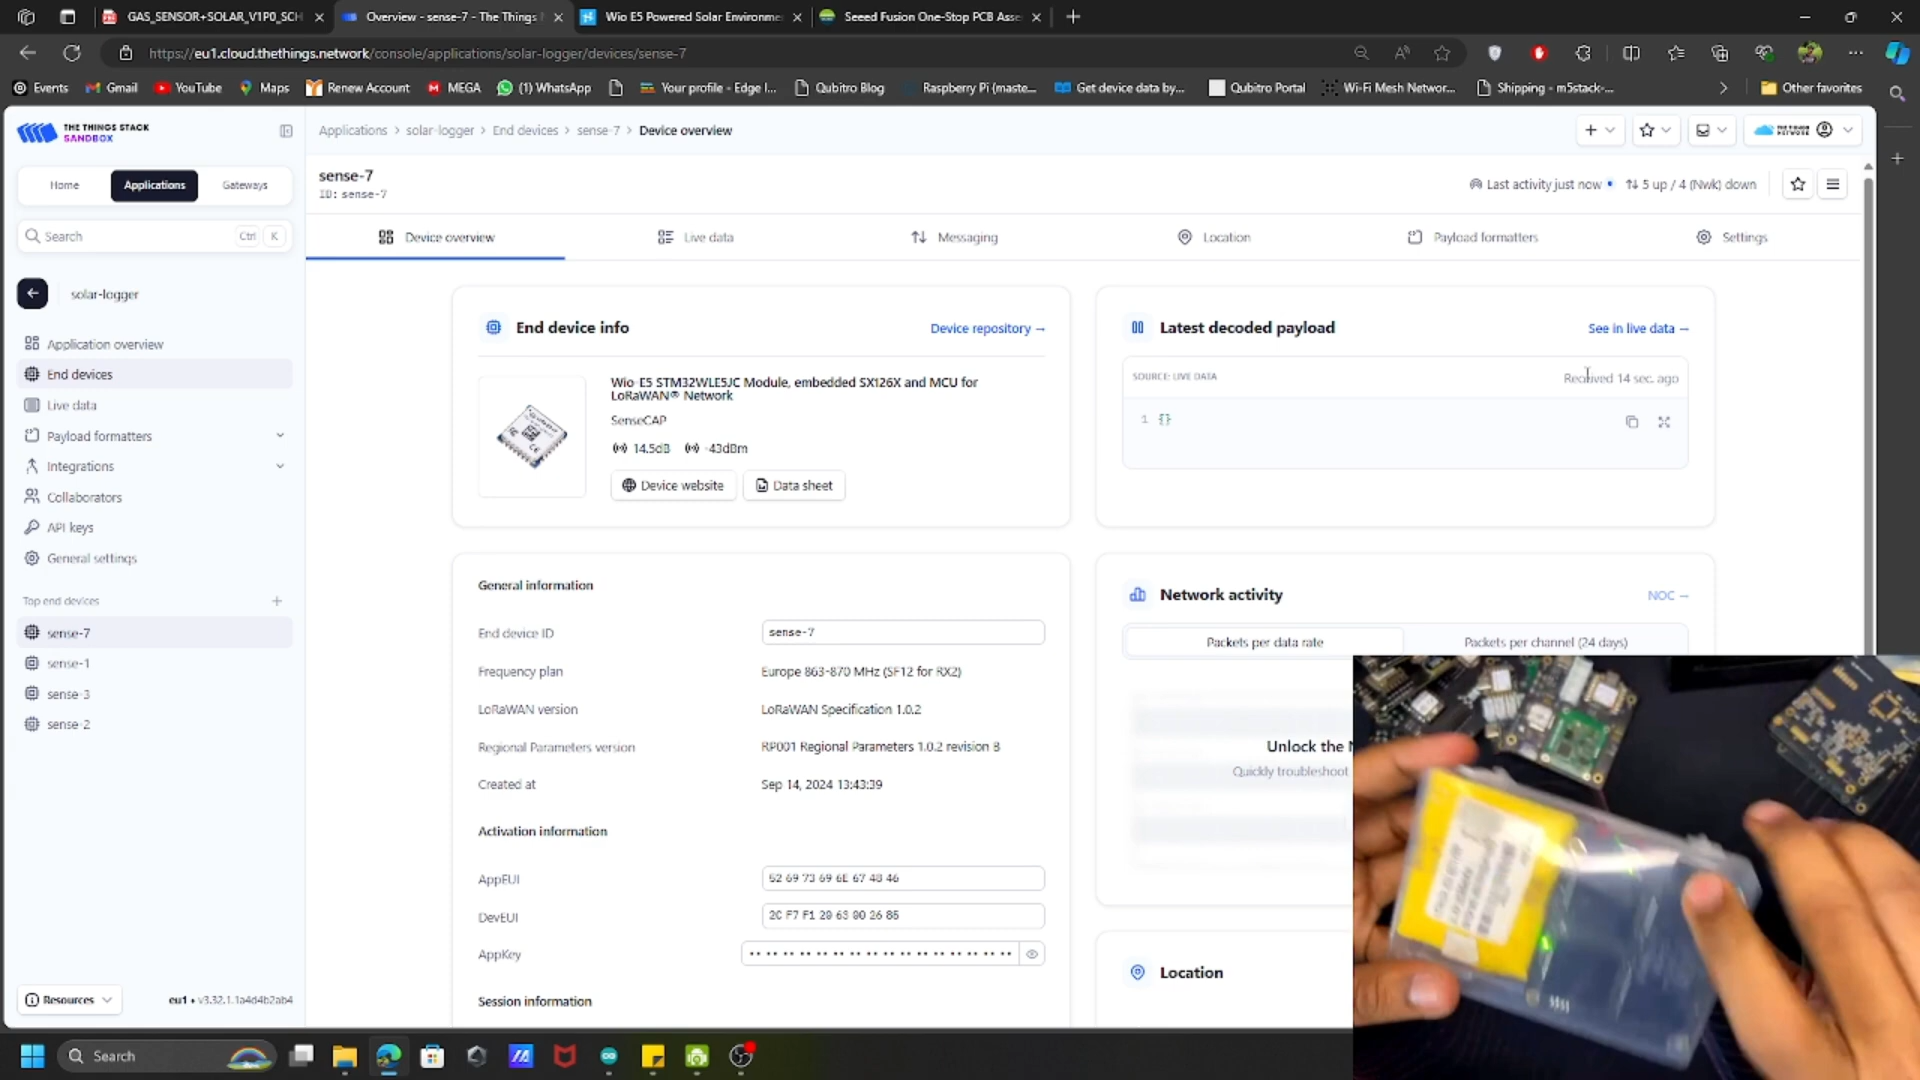 GAS_SENSOR+SOLAR_V1P0_SCH
Overview - sense-7 - The Things
Wio E5 Powered Solar Environme
Seeed Fusion One-Stop PCB Asse
https://eu1.cloud.thethings.network/console/applications/solar-logger/devices/sense-7
Events
Gmail
YouTube
Maps
Renew Account
MEGA
(1) WhatsApp
Your profile - Edge I...
Qubitro Blog
Raspberry Pi (maste...
Get device data by...
Qubitro Portal
Wi-Fi Mesh Networ...
Shipping - m5stack-...
Other favorites
THE THINGS STACK
SANDBOX
Applications > solar-logger > End devices > sense-7 > Device overview
Home
Applications
Gateways
sense-7
ID: sense-7
Last activity just now
5 up / 4 (Nwk) down
Search
Ctrl
K
Device overview
Live data
Messaging
Location
Payload formatters
Settings
solar-logger
Application overview
End devices
Live data
Payload formatters
Integrations
Collaborators
API keys
General settings
Top end devices
sense-7
sense-1
sense-3
sense-2
End device info
Device repository →
Wio-E5 STM32WLE5JC Module, embedded SX126X and MCU for
LoRaWAN® Network
SenseCAP
14.5dB
-43dBm
Device website
Data sheet
Latest decoded payload
See in live data →
SOURCE: LIVE DATA
Received 14 sec. ago
1 {}
General information
End device ID
sense-7
Frequency plan
Europe 863-870 MHz (SF12 for RX2)
LoRaWAN version
LoRaWAN Specification 1.0.2
Regional Parameters version
RP001 Regional Parameters 1.0.2 revision B
Created at
Sep 14, 2024 13:43:39
Activation information
AppEUI
52 69 73 69 6E 67 48 46
DevEUI
AppKey
Session information
Network activity
NOC →
Packets per data rate
Packets per channel (24 days)
Unlock the
Quickly troubleshoot
Location
Resources
eu1 • v3.32.1.1a4d4b2ab4
Search